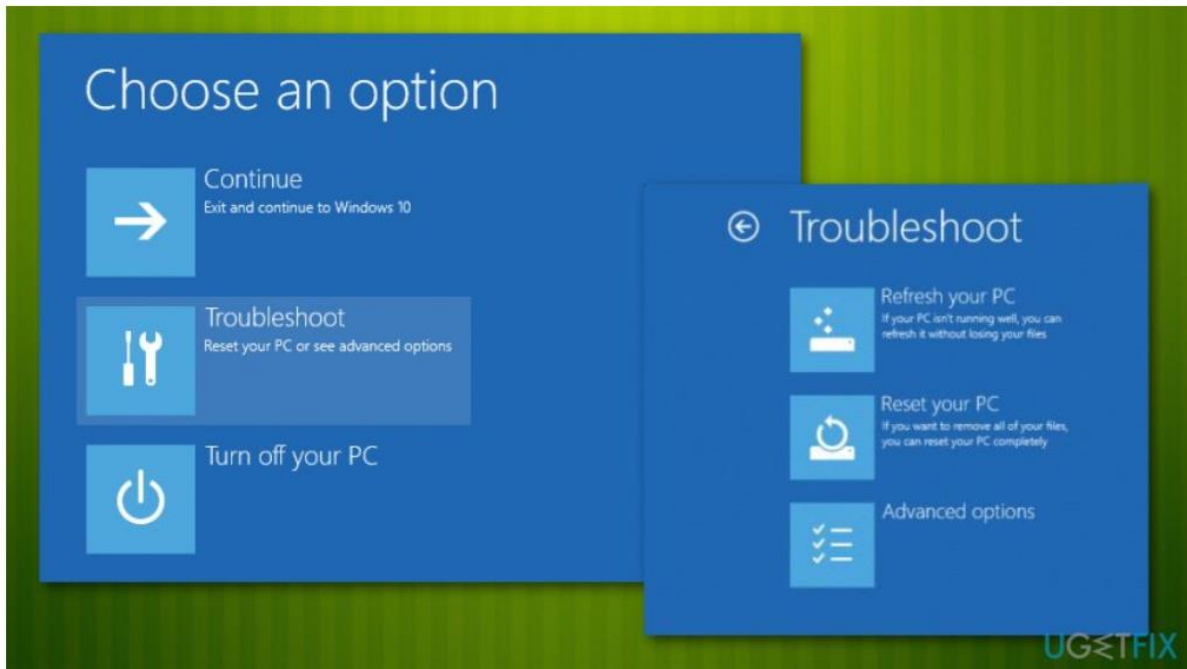 Choose an option
Continue
Exit and continue to Windows 10
Troubleshoot
Reset your PC or see advanced options
Turn off your PC
Troubleshoot
Refresh your PC
If your PC isn't running well, you can
refresh it without losing your files
Reset your PC
If you want to remove all of your files,
you can reset your PC completely
Advanced options
UGETFIX